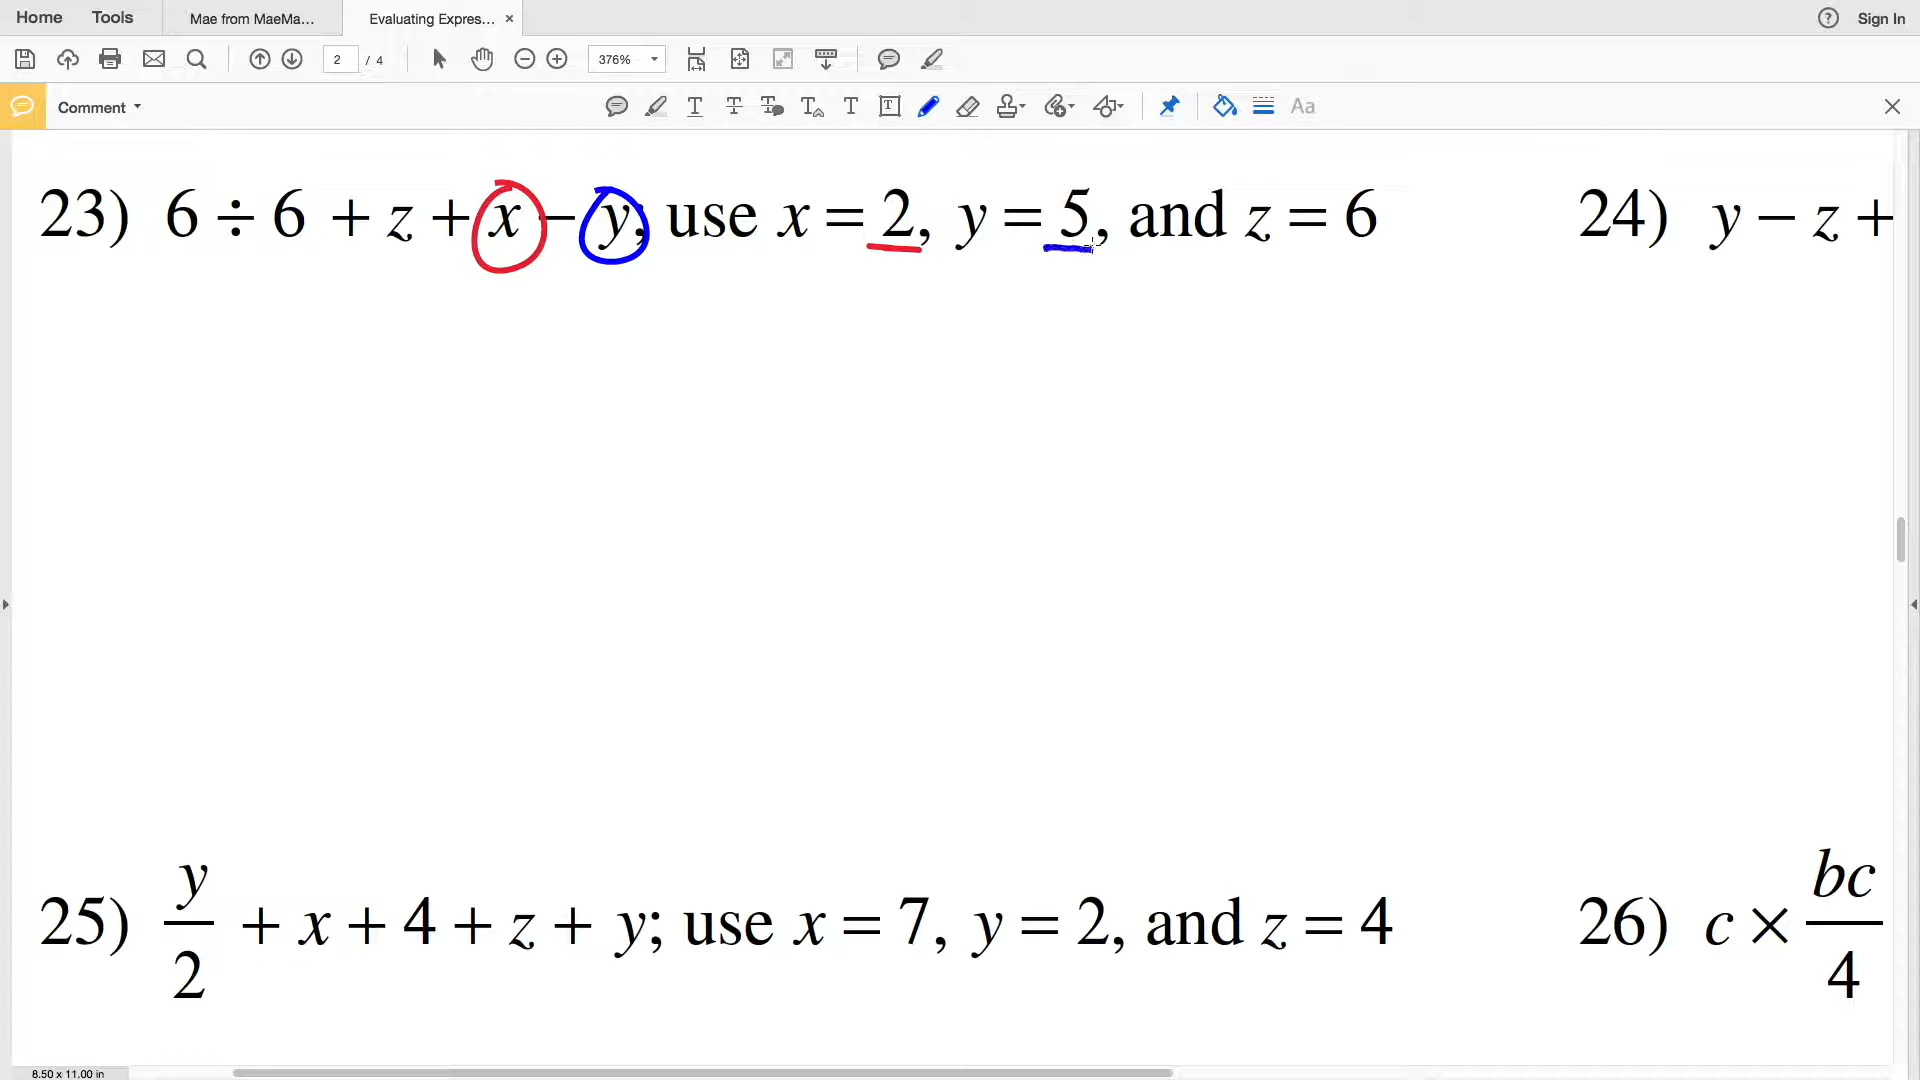 Home Tools Mae from MaeMa... Evaluating Expres... × ? Sign In
2 / 4 376%
Comment T T T T T T Aa
23) 6 ÷ 6 + z + x − y; use x = 2, y = 5, and z = 6 24) y − z +
25) y/2 + x + 4 + z + y; use x = 7, y = 2, and z = 4 26) c × bc/4
8.50 x 11.00 in